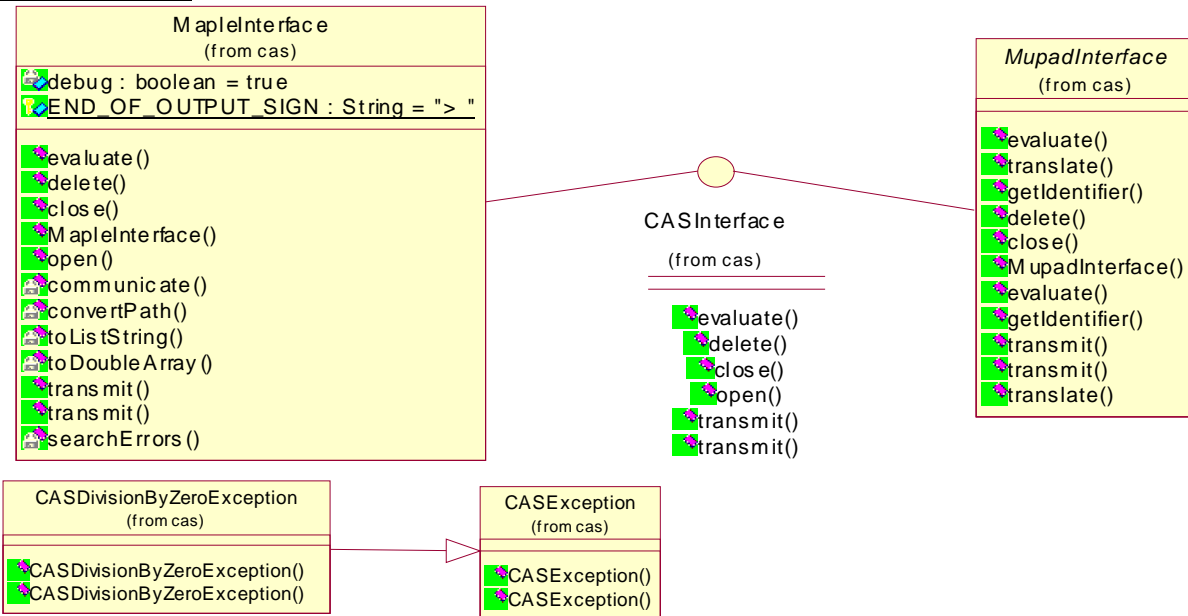 MapleInterface
(from cas)
debug : boolean = true
END_OF_OUTPUT_SIGN : String = "> "
evaluate()
delete()
close()
MapleInterface()
open()
communicate()
convertPath()
toListString()
toDoubleArray()
transmit()
transmit()
searchErrors()
CASInterface
(from cas)
evaluate()
delete()
close()
open()
transmit()
transmit()
MupadInterface
(from cas)
evaluate()
translate()
getIdentifier()
delete()
close()
MupadInterface()
evaluate()
getIdentifier()
transmit()
transmit()
translate()
CASDivisionByZeroException
(from cas)
CASDivisionByZeroException()
CASDivisionByZeroException()
CASException
(from cas)
CASException()
CASException()